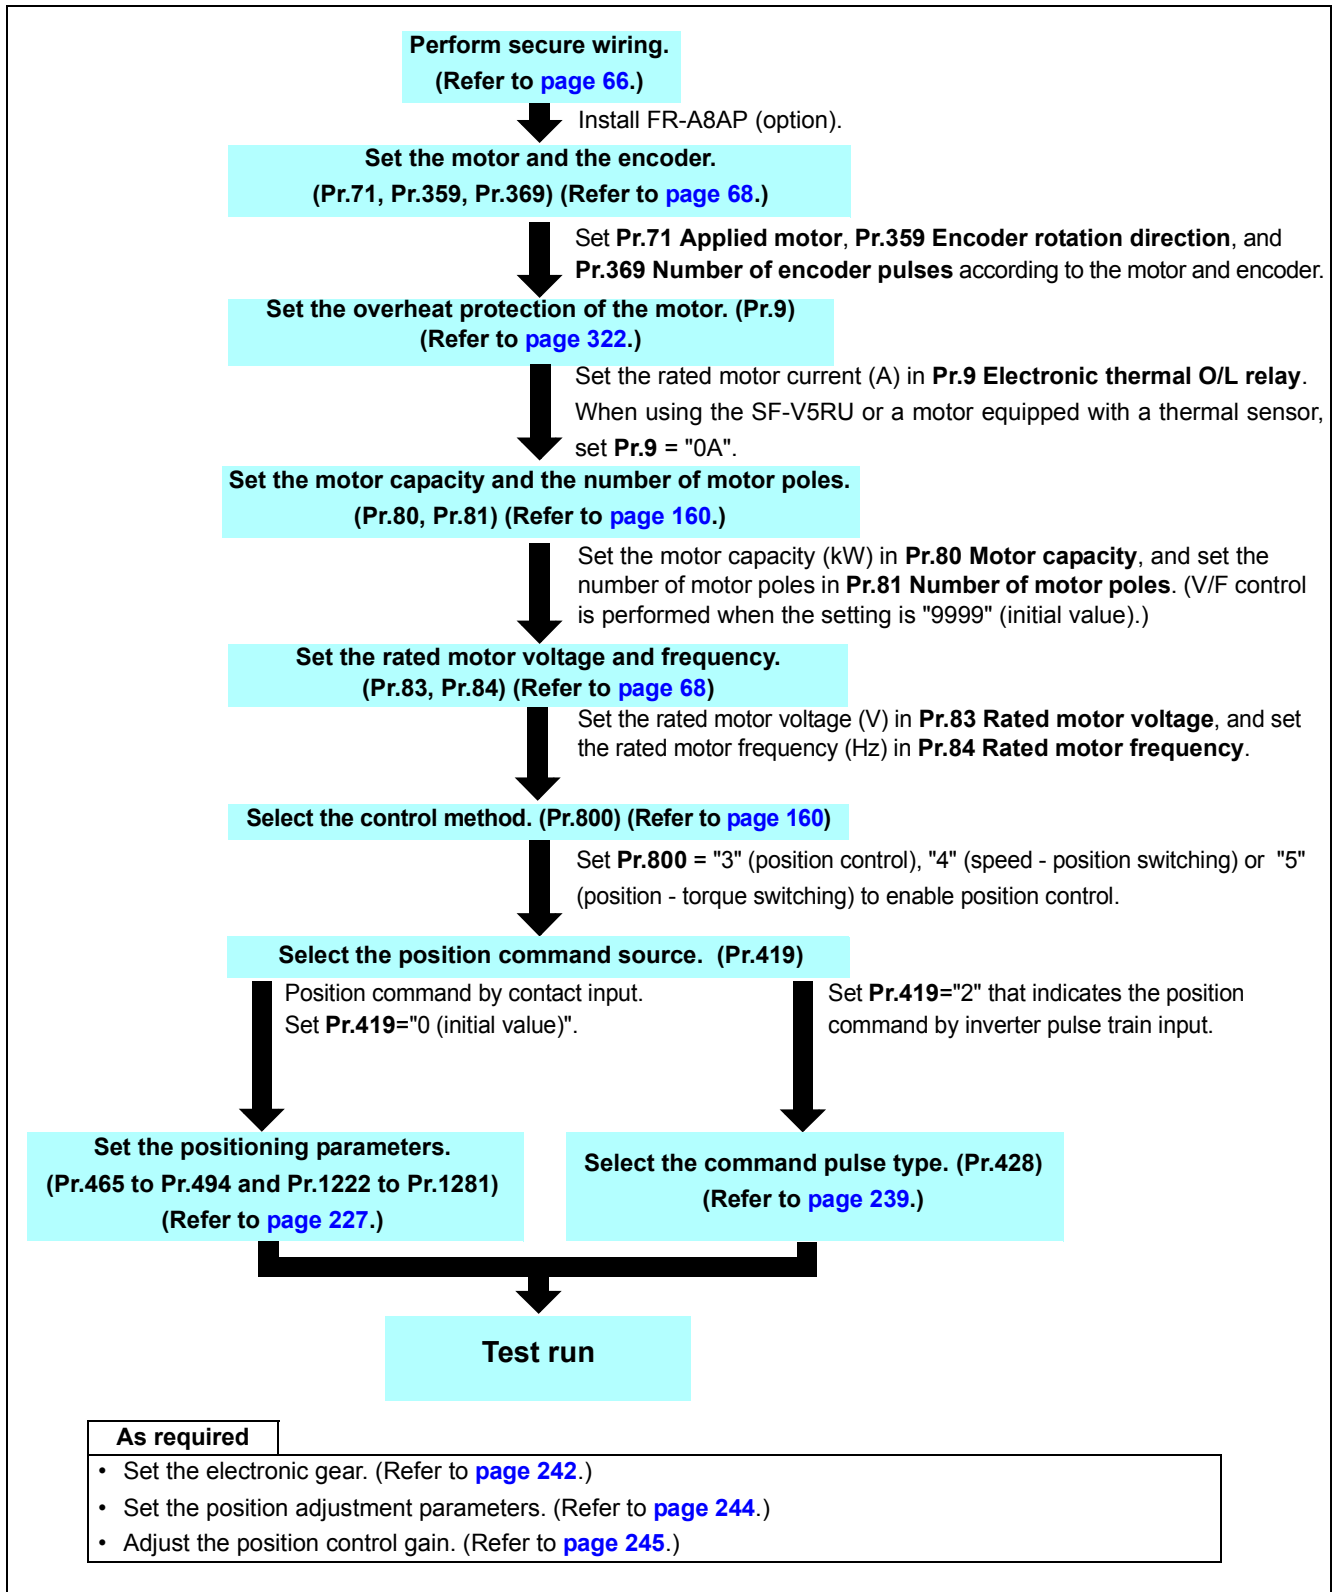 Perform secure wiring.
(Refer to page 66.)
Install FR-A8AP (option).
Set the motor and the encoder.
(Pr.71, Pr.359, Pr.369) (Refer to page 68.)
Set Pr.71 Applied motor, Pr.359 Encoder rotation direction, and
Pr.369 Number of encoder pulses according to the motor and encoder.
Set the overheat protection of the motor. (Pr.9)
(Refer to page 322.)
Set the rated motor current (A) in Pr.9 Electronic thermal O/L relay.
When using the SF-V5RU or a motor equipped with a thermal sensor,
set Pr.9 = "0A".
Set the motor capacity and the number of motor poles.
(Pr.80, Pr.81) (Refer to page 160.)
Set the motor capacity (kW) in Pr.80 Motor capacity, and set the
number of motor poles in Pr.81 Number of motor poles. (V/F control
is performed when the setting is "9999" (initial value).)
Set the rated motor voltage and frequency.
(Pr.83, Pr.84) (Refer to page 68)
Set the rated motor voltage (V) in Pr.83 Rated motor voltage, and set
the rated motor frequency (Hz) in Pr.84 Rated motor frequency.
Select the control method. (Pr.800) (Refer to page 160)
Set Pr.800 = "3" (position control), "4" (speed - position switching) or "5"
(position - torque switching) to enable position control.
Select the position command source. (Pr.419)
Position command by contact input.
Set Pr.419="0 (initial value)".
Set Pr.419="2" that indicates the position
command by inverter pulse train input.
Set the positioning parameters.
(Pr.465 to Pr.494 and Pr.1222 to Pr.1281)
(Refer to page 227.)
Select the command pulse type. (Pr.428)
(Refer to page 239.)
Test run
As required
• Set the electronic gear. (Refer to page 242.)
• Set the position adjustment parameters. (Refer to page 244.)
• Adjust the position control gain. (Refer to page 245.)